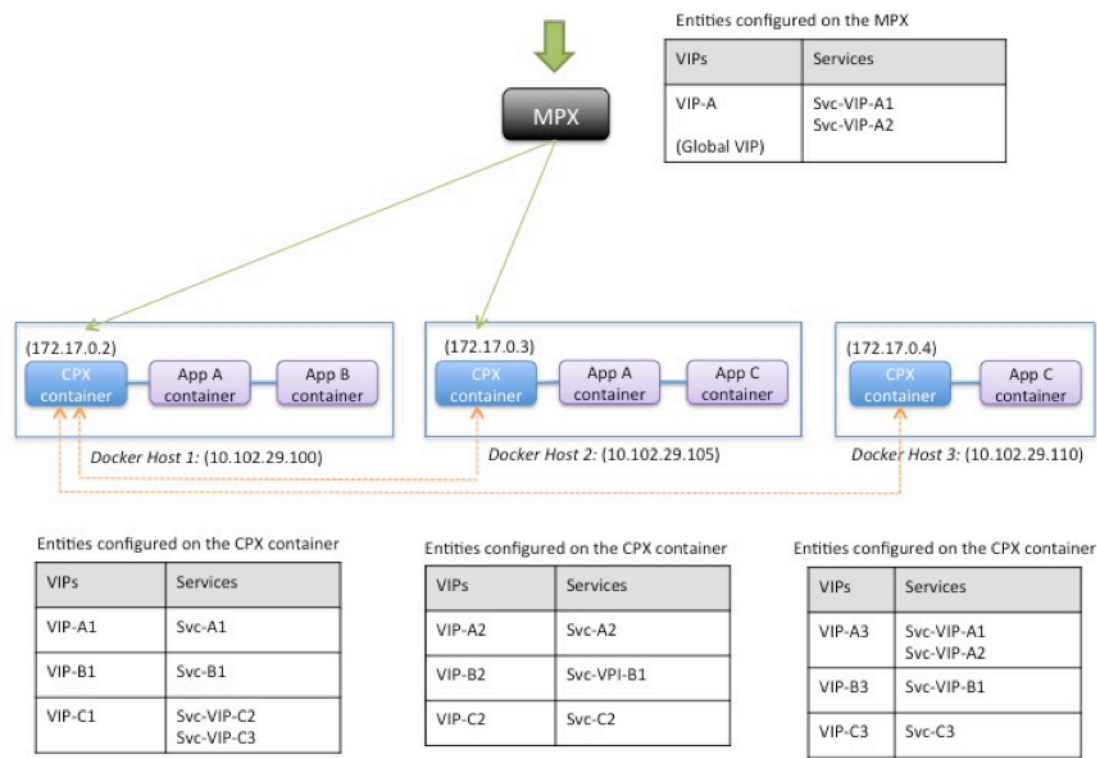 Entities configured on the MPX
VIPs Services
VIP-A Svc-VIP-A1
Svc-VIP-A2
(Global VIP)
MPX
(172.17.0.2)
CPX
container
App A
container
App B
container
Docker Host 1: (10.102.29.100)
(172.17.0.3)
CPX
container
App A
container
App C
container
Docker Host 2: (10.102.29.105)
(172.17.0.4)
CPX
container
App C
container
Docker Host 3: (10.102.29.110)
Entities configured on the CPX container
VIPs Services
VIP-A1 Svc-A1
VIP-B1 Svc-B1
VIP-C1 Svc-VIP-C2
Svc-VIP-C3
Entities configured on the CPX container
VIPs Services
VIP-A2 Svc-A2
VIP-B2 Svc-VPI-B1
VIP-C2 Svc-C2
Entities configured on the CPX container
VIPs Services
VIP-A3 Svc-VIP-A1
Svc-VIP-A2
VIP-B3 Svc-VIP-B1
VIP-C3 Svc-C3